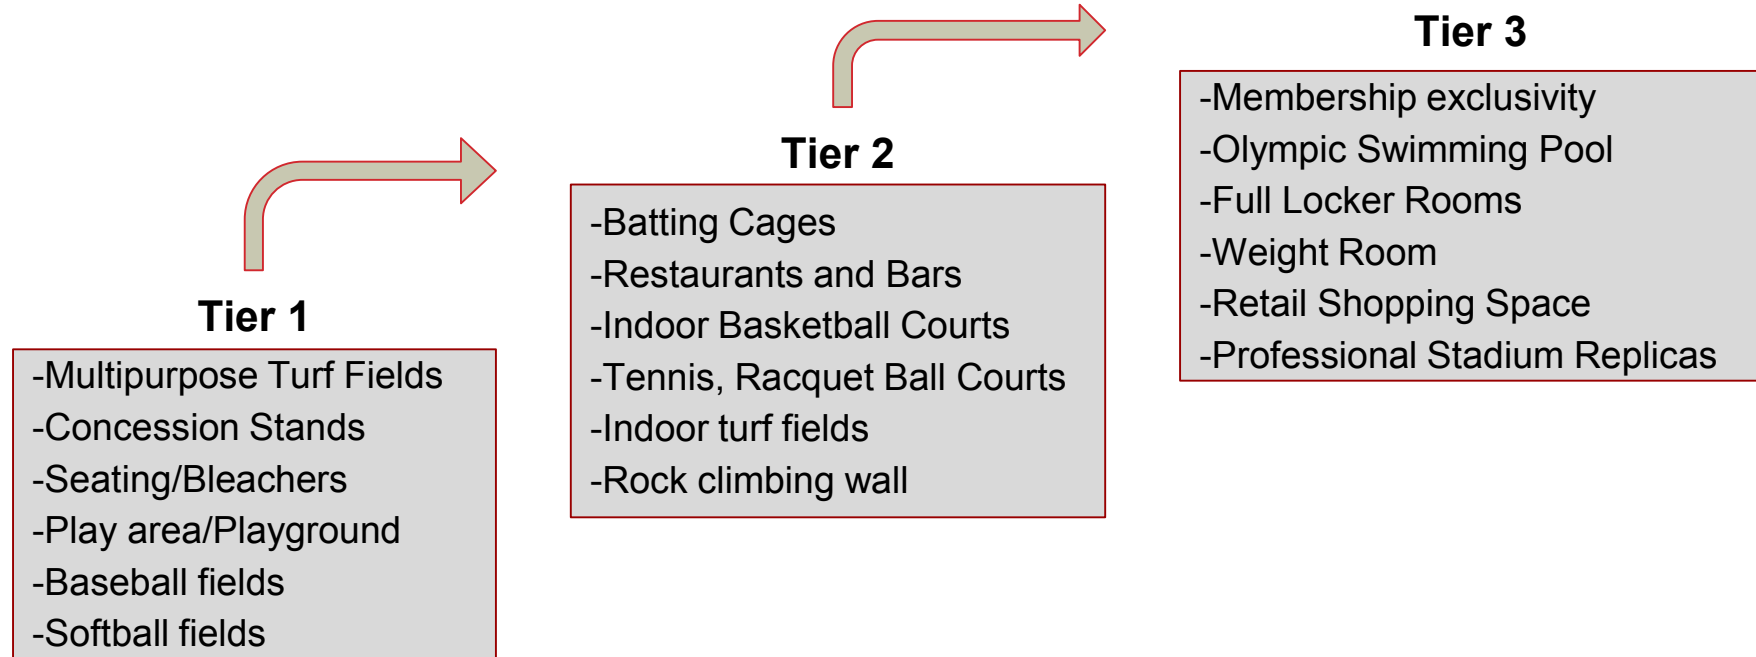 Tier 1
-Multipurpose Turf Fields
-Concession Stands
-Seating/Bleachers
-Play area/Playground
-Baseball fields
-Softball fields
Tier 2
-Batting Cages
-Restaurants and Bars
-Indoor Basketball Courts
-Tennis, Racquet Ball Courts
-Indoor turf fields
-Rock climbing wall
Tier 3
-Membership exclusivity
-Olympic Swimming Pool
-Full Locker Rooms
-Weight Room
-Retail Shopping Space
-Professional Stadium Replicas